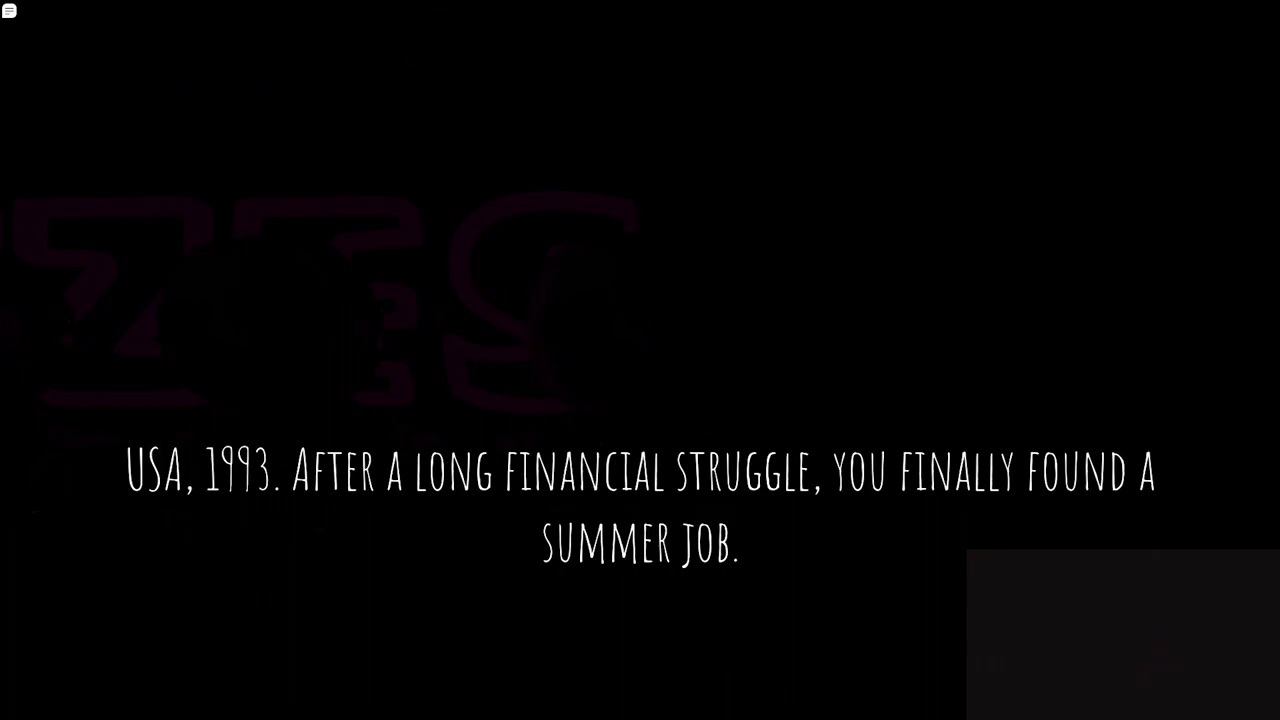 USA, 1993. After a long financial struggle, you finally found a
summer job.